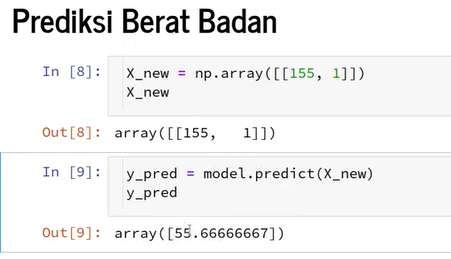 Prediksi Berat Badan
In [8]: X_new = np.array([[155, 1]])
X_new
Out[8]: array([[155,   1]])
In [9]: y_pred = model.predict(X_new)
y_pred
Out[9]: array([55.66666667])